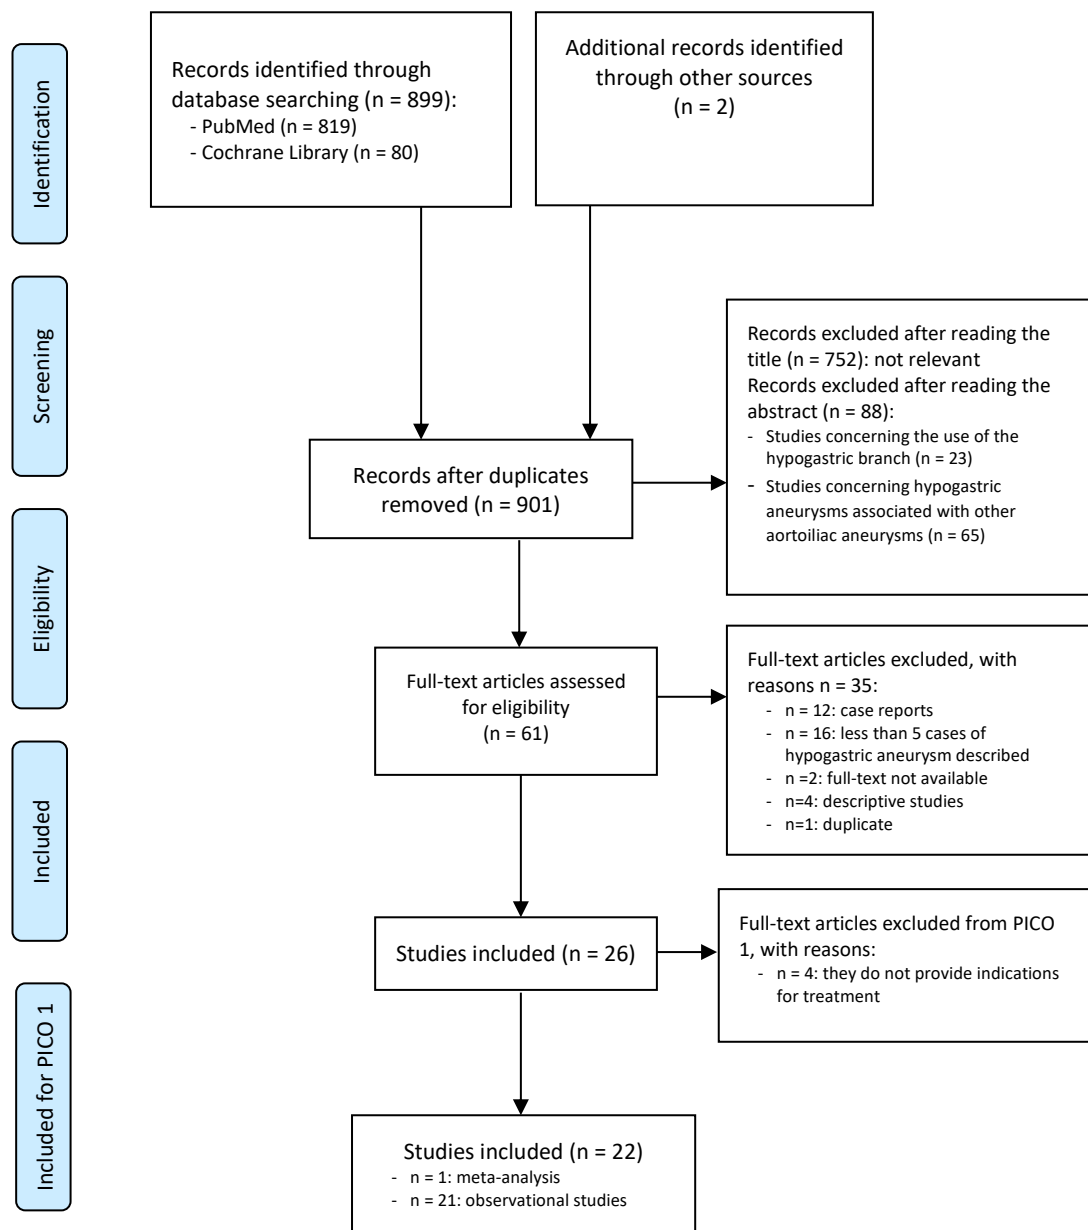 Identification
Records identified through
database searching (n = 899):
- PubMed (n = 819)
- Cochrane Library (n = 80)
Additional records identified
through other sources
(n = 2)
Screening
Records after duplicates
removed (n = 901)
Records excluded after reading the
title (n = 752): not relevant
Records excluded after reading the
abstract (n = 88):
- Studies concerning the use of the
hypogastric branch (n = 23)
- Studies concerning hypogastric
aneurysms associated with other
aortoiliac aneurysms (n = 65)
Eligibility
Full-text articles assessed
for eligibility
(n = 61)
Full-text articles excluded, with
reasons n = 35:
- n = 12: case reports
- n = 16: less than 5 cases of
hypogastric aneurysm described
- n =2: full-text not available
- n=4: descriptive studies
- n=1: duplicate
Included
Studies included (n = 26)
Full-text articles excluded from PICO
1, with reasons:
- n = 4: they do not provide indications
for treatment
Included for PICO 1
Studies included (n = 22)
- n = 1: meta-analysis
- n = 21: observational studies